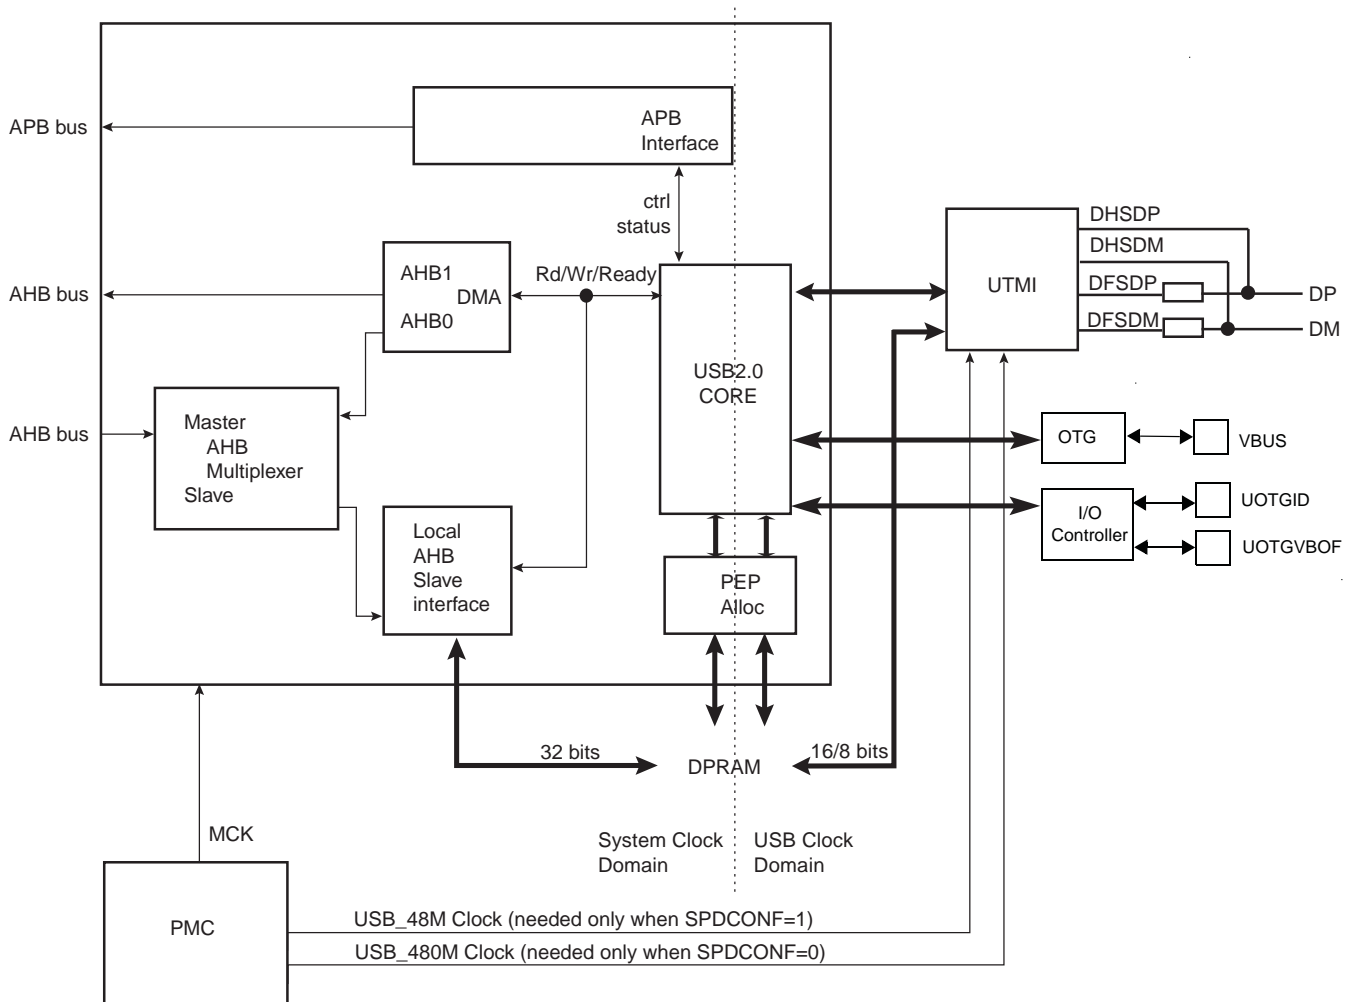 APB bus
APB
Interface
ctrl
status
AHB bus
AHB1
DMA
AHB0
Rd/Wr/Ready
USB2.0
CORE
AHB bus
Master
AHB
Multiplexer
Slave
Local
AHB
Slave
interface
PEP
Alloc
UTMI
DHSDP
DHSDM
DFSDP
DFSDM
DP
DM
OTG
VBUS
I/O
Controller
UOTGID
UOTGVBOF
32 bits
DPRAM
16/8 bits
MCK
System Clock
Domain
USB Clock
Domain
PMC
USB_48M Clock (needed only when SPDCONF=1)
USB_480M Clock (needed only when SPDCONF=0)